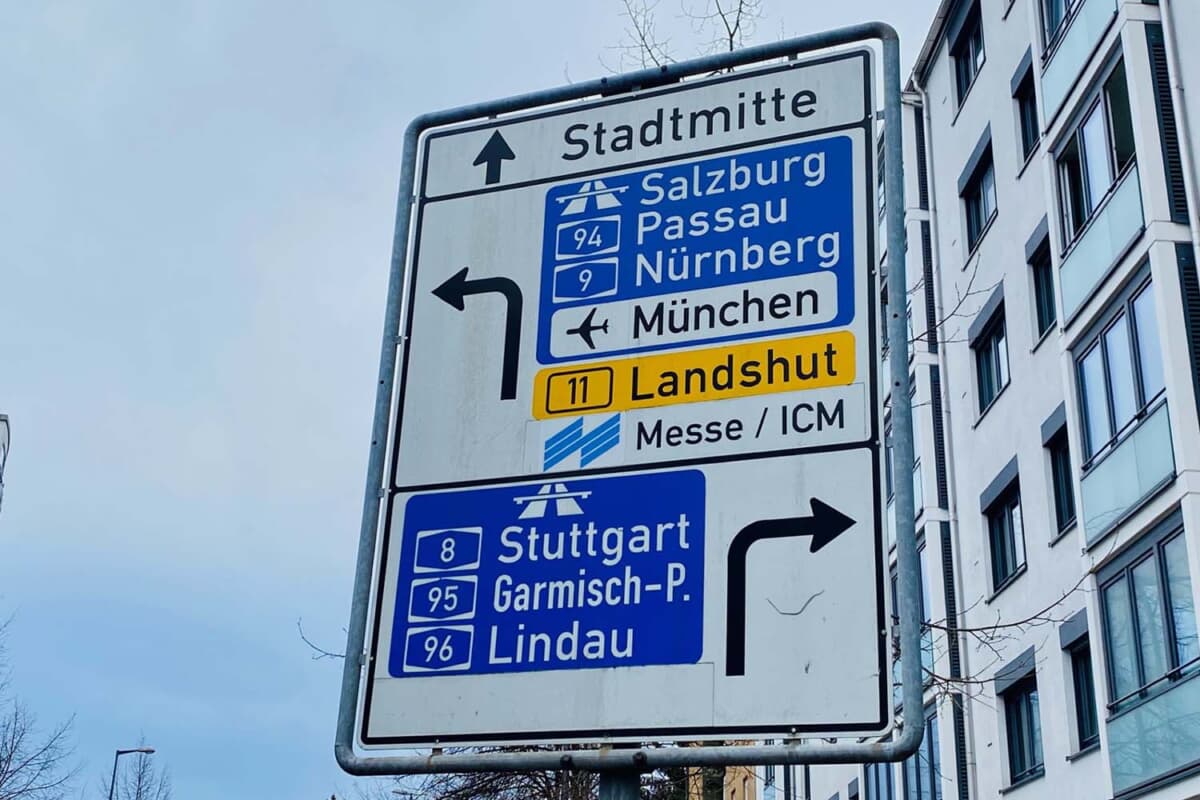 Stadtmitte
Salzburg
94 Passau
9 Nürnberg
München
11 Landshut
Messe / ICM
8 Stuttgart
95 Garmisch-P.
96 Lindau